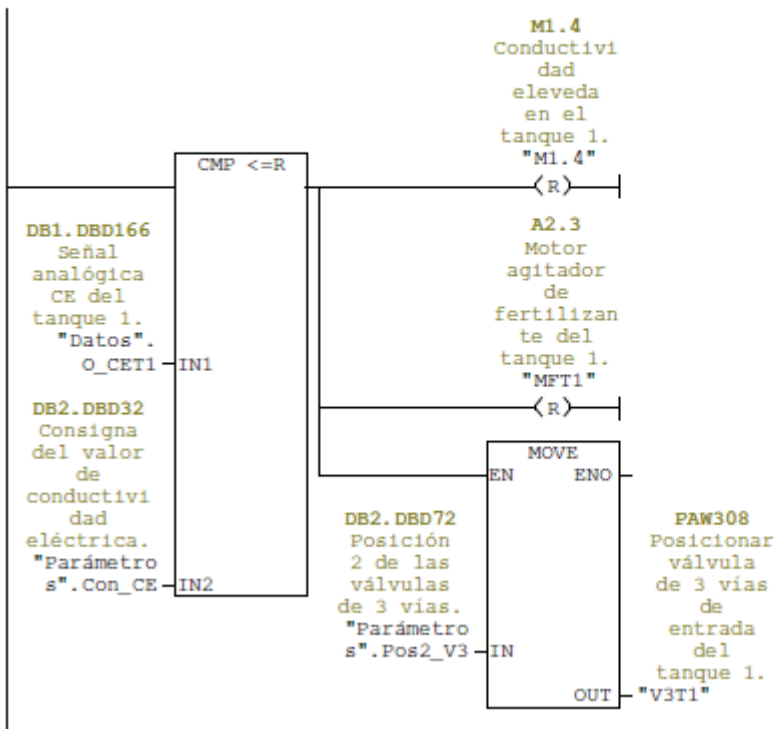 M1.4
Conductivi
dad
eleveda
en el
tanque 1.
"M1.4"
R
CMP <=R
DB1.DBD166
Señal
analógica
CE del
tanque 1.
"Datos".
O_CET1
IN1
A2.3
Motor
agitador
de
fertilizan
te del
tanque 1.
"MFT1"
R
DB2.DBD32
Consigna
del valor
de
conductivi
dad
eléctrica.
"Parámetro
s".Con_CE
IN2
MOVE
EN ENO
DB2.DBD72
Posición
2 de las
válvulas
de 3 vías.
"Parámetro
s".Pos2_V3
IN
PAW308
Posicionar
válvula
de 3 vías
de
entrada
del
tanque 1.
OUT
"V3T1"